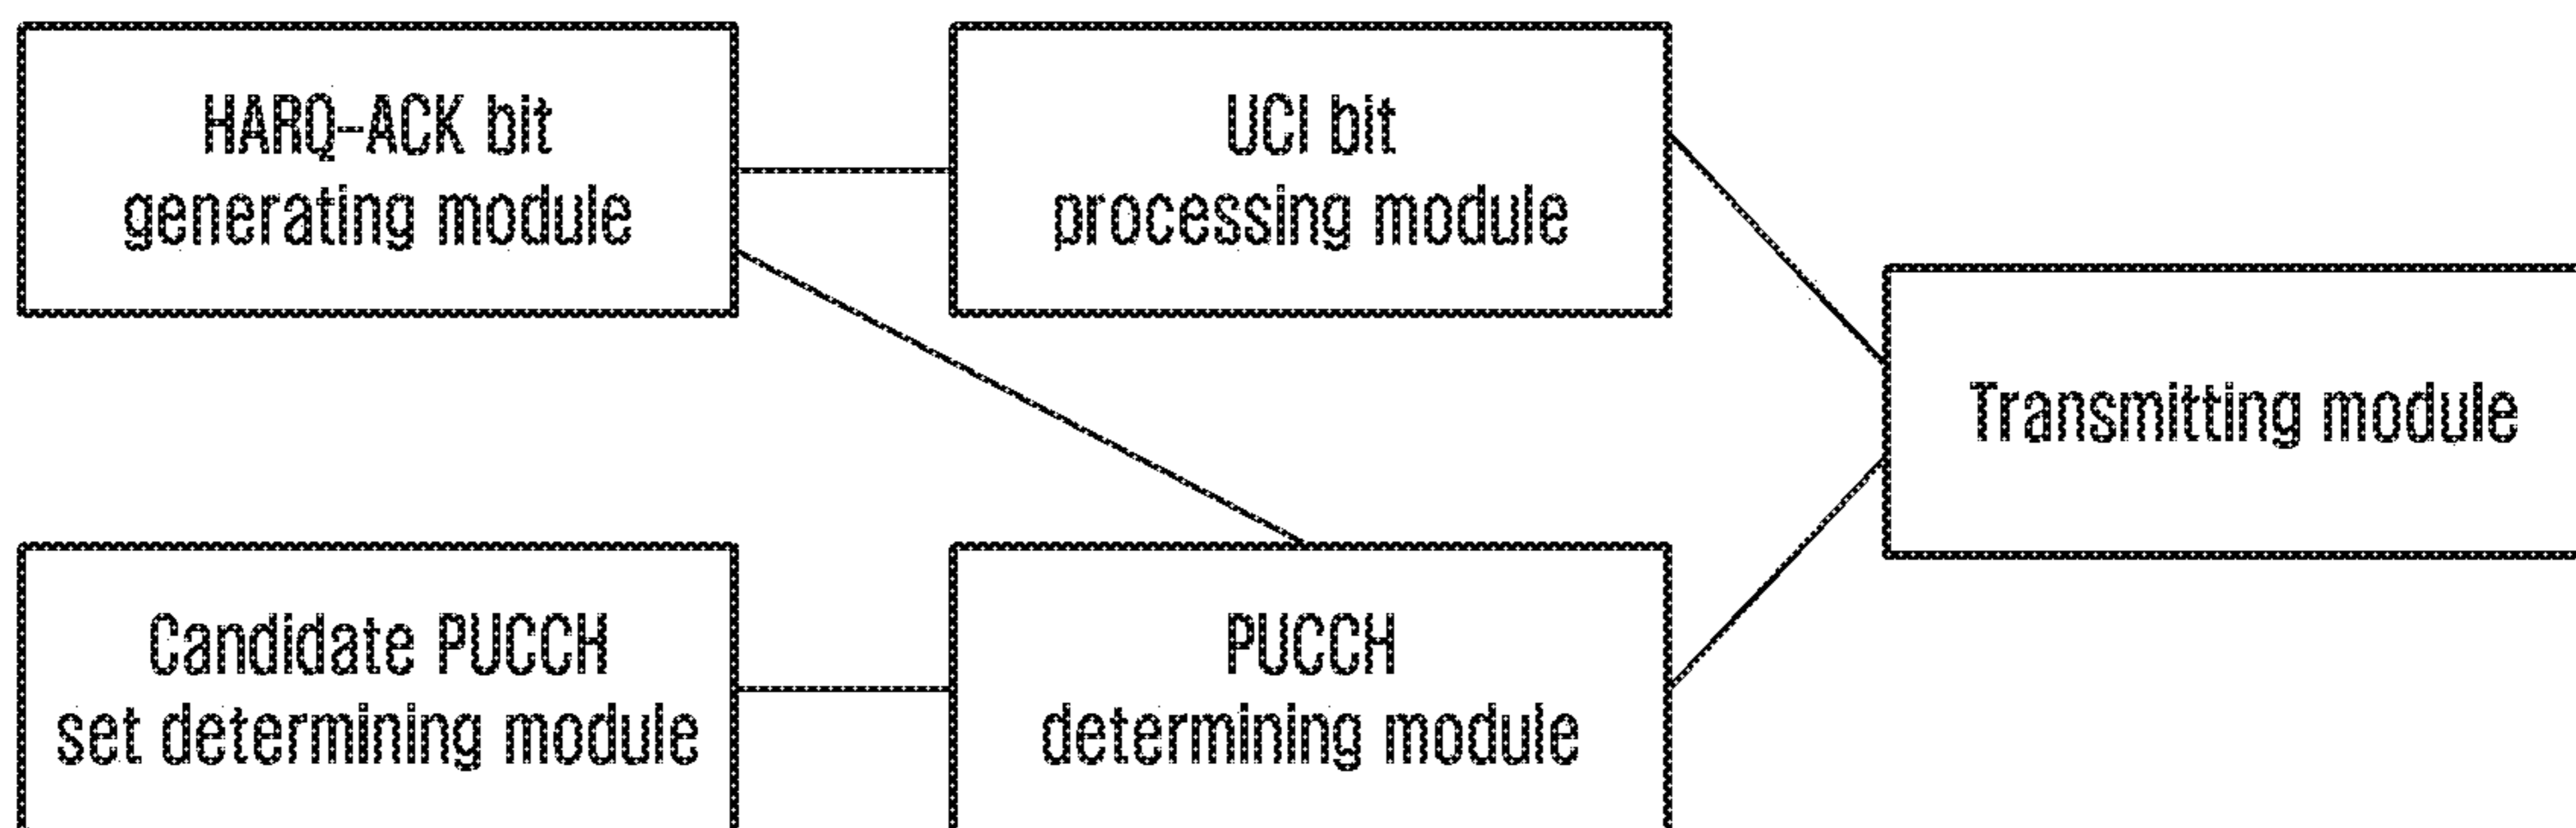 HARQ-ACK bit
generating module
UCI bit
processing module
Transmitting module
Candidate PUCCH
set determining module
PUCCH
determining module